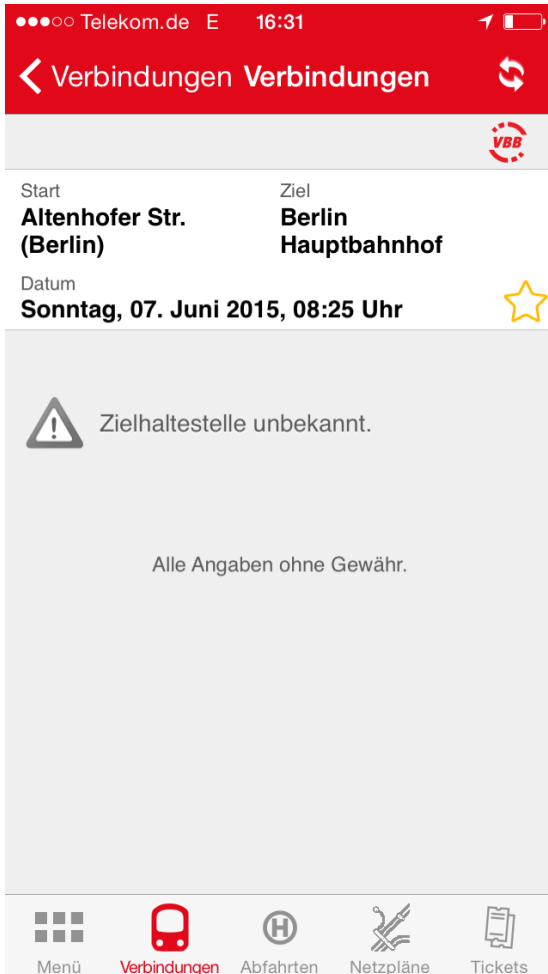 Telekom.de E 16:31
Verbindungen Verbindungen
VBB
Start
Altenhofer Str.
(Berlin)
Ziel
Berlin
Hauptbahnhof
Datum
Sonntag, 07. Juni 2015, 08:25 Uhr
Zielhaltestelle unbekannt.
Alle Angaben ohne Gewähr.
H
Menü Verbindungen Abfahrten Netzpläne Tickets